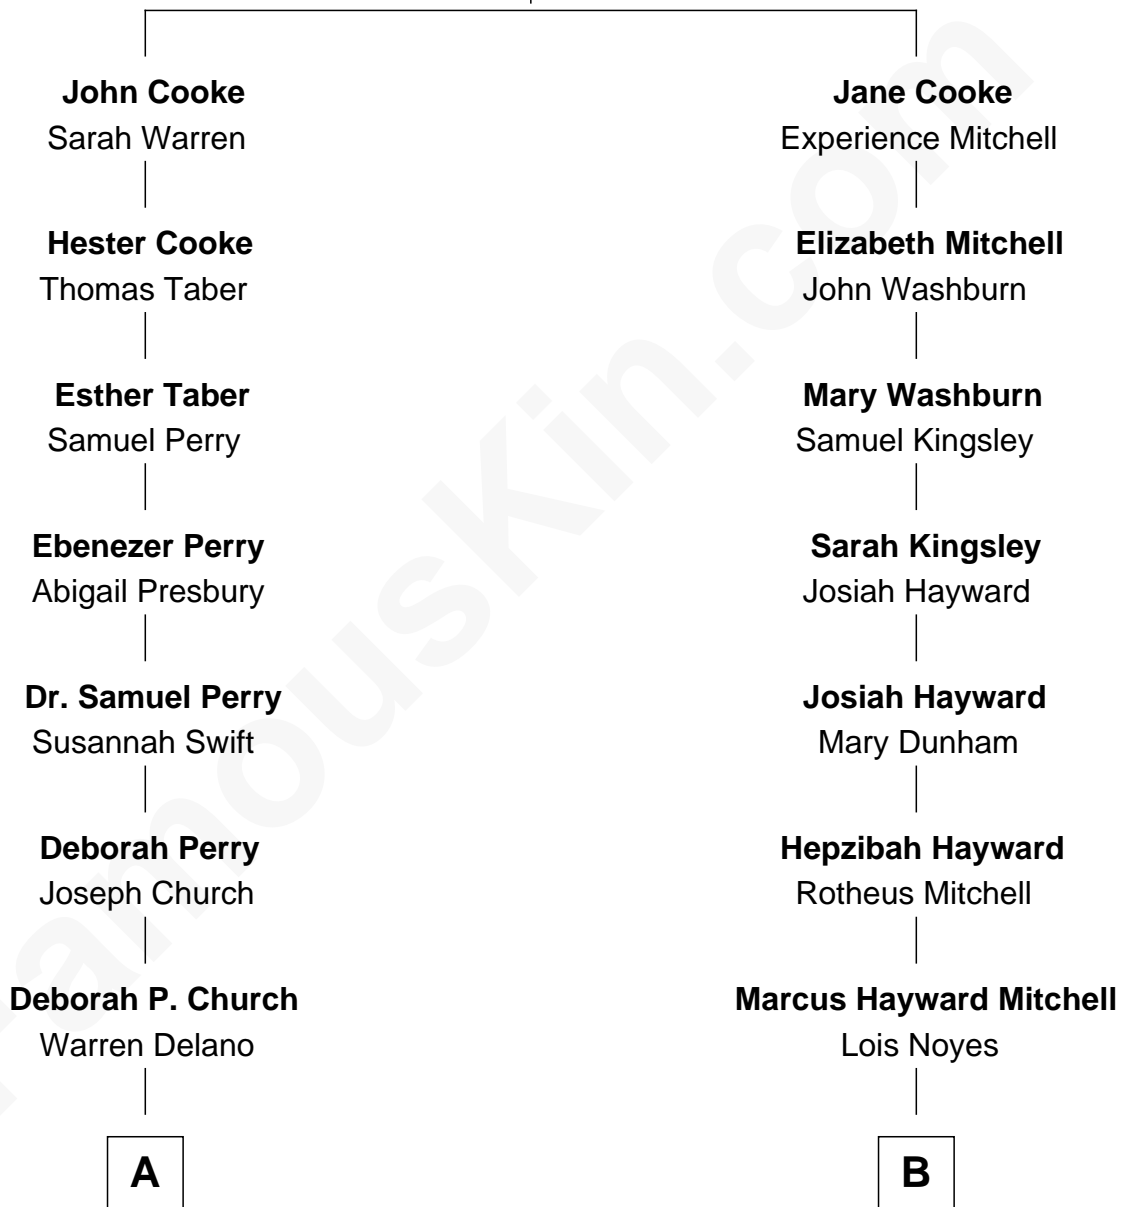 John Cooke
Sarah Warren
Hester Cooke
Thomas Taber
Esther Taber
Samuel Perry
Ebenezer Perry
Abigail Presbury
Dr. Samuel Perry
Susannah Swift
Deborah Perry
Joseph Church
Deborah P. Church
Warren Delano
A
Jane Cooke
Experience Mitchell
Elizabeth Mitchell
John Washburn
Mary Washburn
Samuel Kingsley
Sarah Kingsley
Josiah Hayward
Josiah Hayward
Mary Dunham
Hepzibah Hayward
Rotheus Mitchell
Marcus Hayward Mitchell
Lois Noyes
B
FamousKin.com